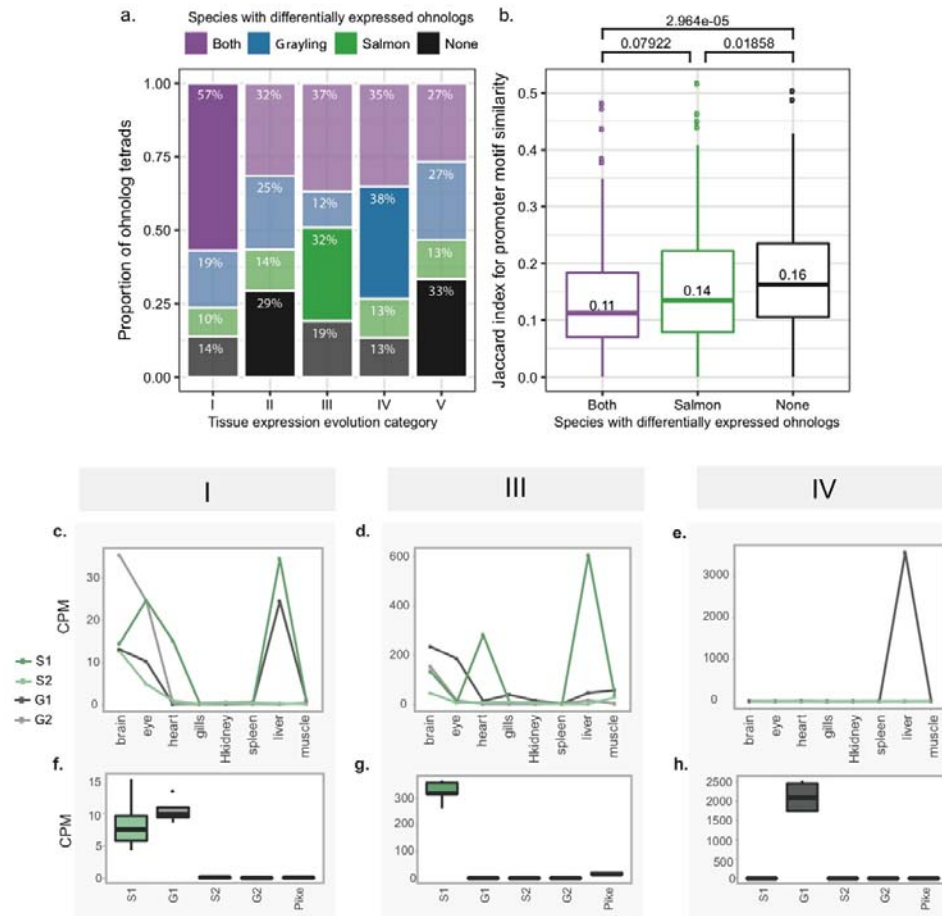 a.
Species with differentially expressed ohnologs
Both Grayling Salmon None
Proportion of ohnolog tetrads
1.00
0.75
0.50
0.25
0.00
57% 32% 37% 35% 27%
19% 25% 12% 38% 27%
10% 14% 32% 13% 13%
14% 29% 19% 13% 33%
I II III IV V
Tissue expression evolution category
b.
2.964e-05
0.07922 0.01858
Jaccard index for promoter motif similarity
0.5
0.4
0.3
0.2
0.1
0.0
0.11 0.14 0.16
Both Salmon None
Species with differentially expressed ohnologs
I III IV
c.
CPM
30
20
10
0
S1
S2
G1
G2
brain eye heart gills Hkidney spleen liver muscle
d.
CPM
600
400
200
0
brain eye heart gills Hkidney spleen liver muscle
e.
CPM
3000
2000
1000
0
brain eye heart gills Hkidney spleen liver muscle
f.
CPM
15
10
5
0
S1 G1 S2 G2 Pike
g.
300
200
100
0
S1 G1 S2 G2 Pike
h.
2500
2000
1500
1000
500
0
S1 G1 S2 G2 Pike